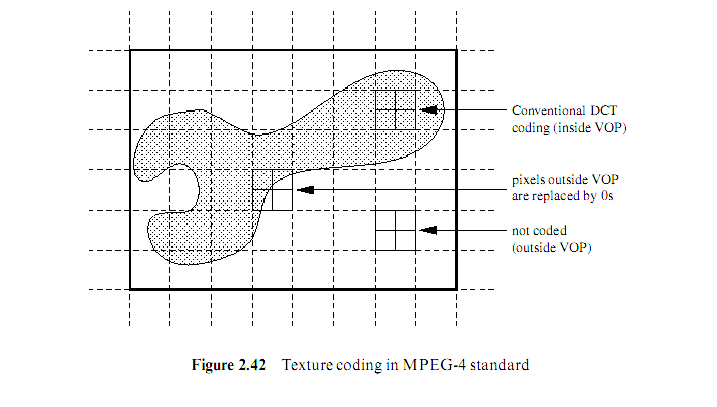 Conventional DCT
coding (inside VOP)
pixels outside VOP
are replaced by 0s
not coded
(outside VOP)
Figure 2.42 Texture coding in MPEG-4 standard